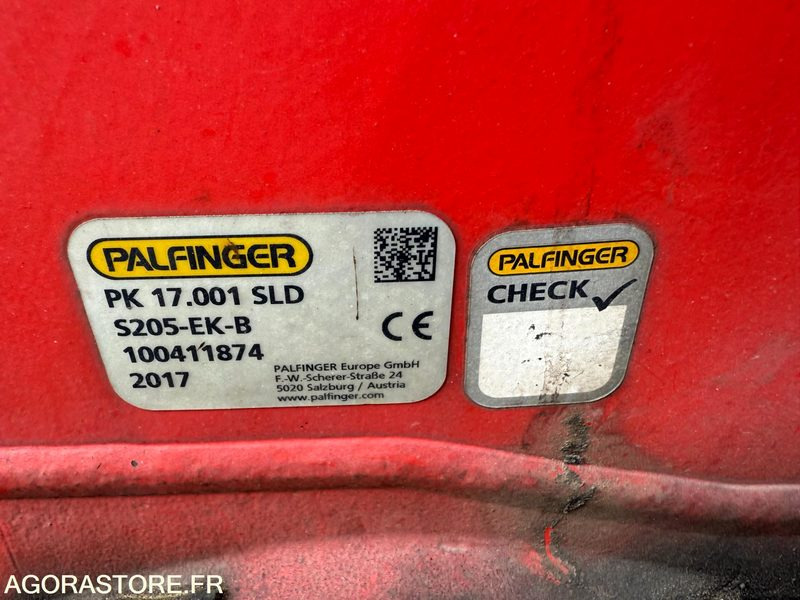 PALFINGER
PK 17.001 SLD
S205-EK-B
100411874
2017
CE
PALFINGER Europe GmbH
F.-W.-Scherer-Straße 24
5020 Salzburg / Austria
www.palfinger.com
PALFINGER
CHECK
AGORASTORE.FR